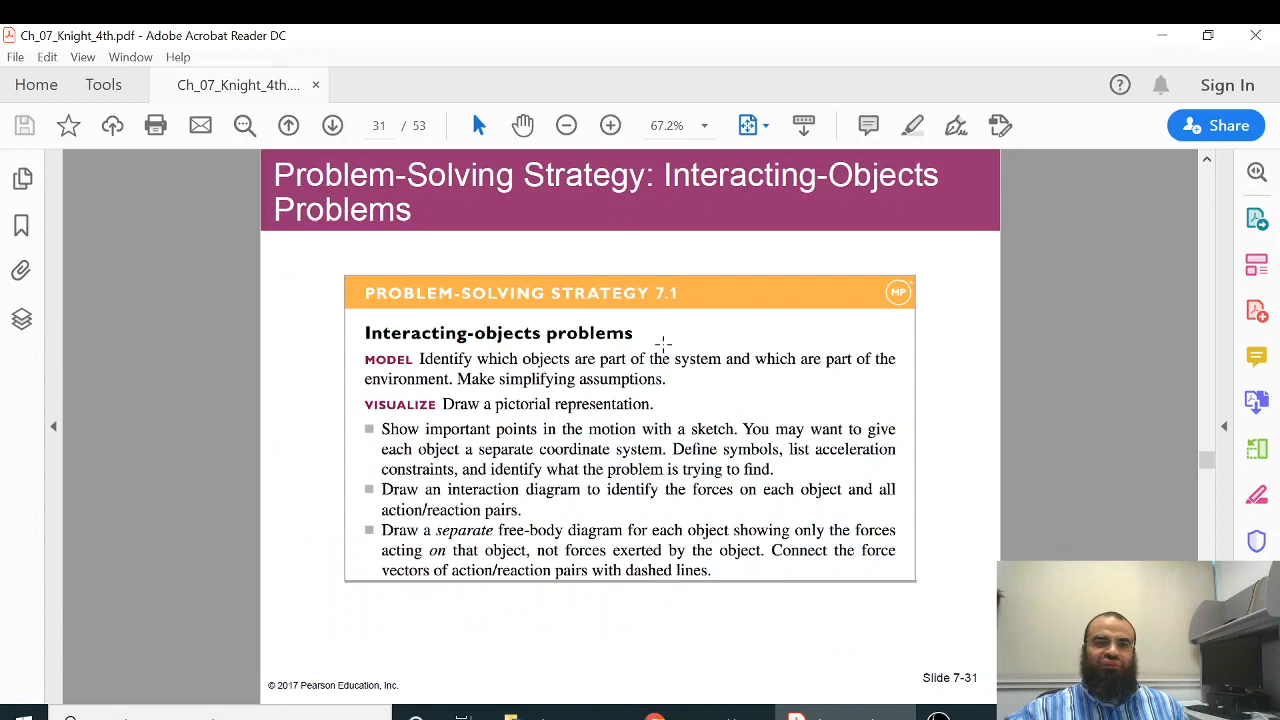 Ch_07_Knight_4th.pdf - Adobe Acrobat Reader DC
File Edit View Window Help
Home Tools Ch_07_Knight_4th.... × Sign In
31 / 53 67.2% Share
Problem-Solving Strategy: Interacting-Objects
Problems
PROBLEM-SOLVING STRATEGY 7.1 MP
Interacting-objects problems
MODEL Identify which objects are part of the system and which are part of the
environment. Make simplifying assumptions.
VISUALIZE Draw a pictorial representation.
Show important points in the motion with a sketch. You may want to give
each object a separate coordinate system. Define symbols, list acceleration
constraints, and identify what the problem is trying to find.
Draw an interaction diagram to identify the forces on each object and all
action/reaction pairs.
Draw a separate free-body diagram for each object showing only the forces
acting on that object, not forces exerted by the object. Connect the force
vectors of action/reaction pairs with dashed lines.
© 2017 Pearson Education, Inc.
Slide 7-31